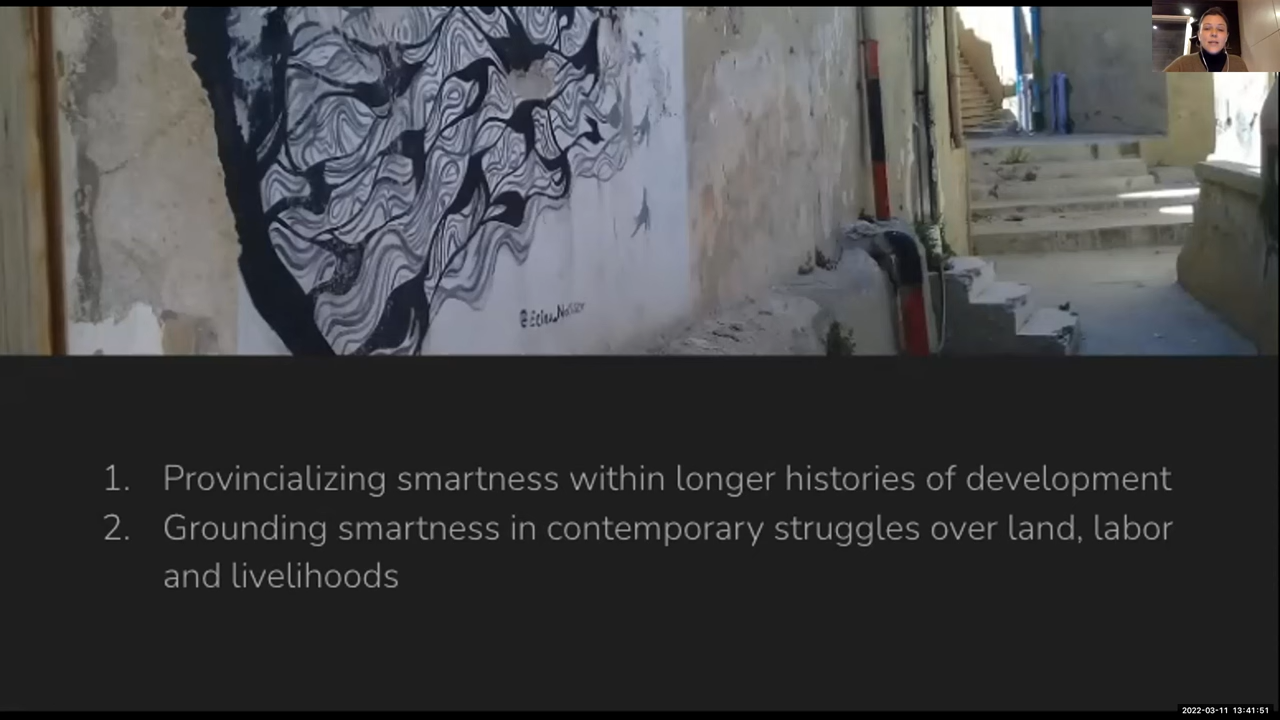 1. Provincializing smartness within longer histories of development
2. Grounding smartness in contemporary struggles over land, labor
and livelihoods
2022-03-11 13:41:51